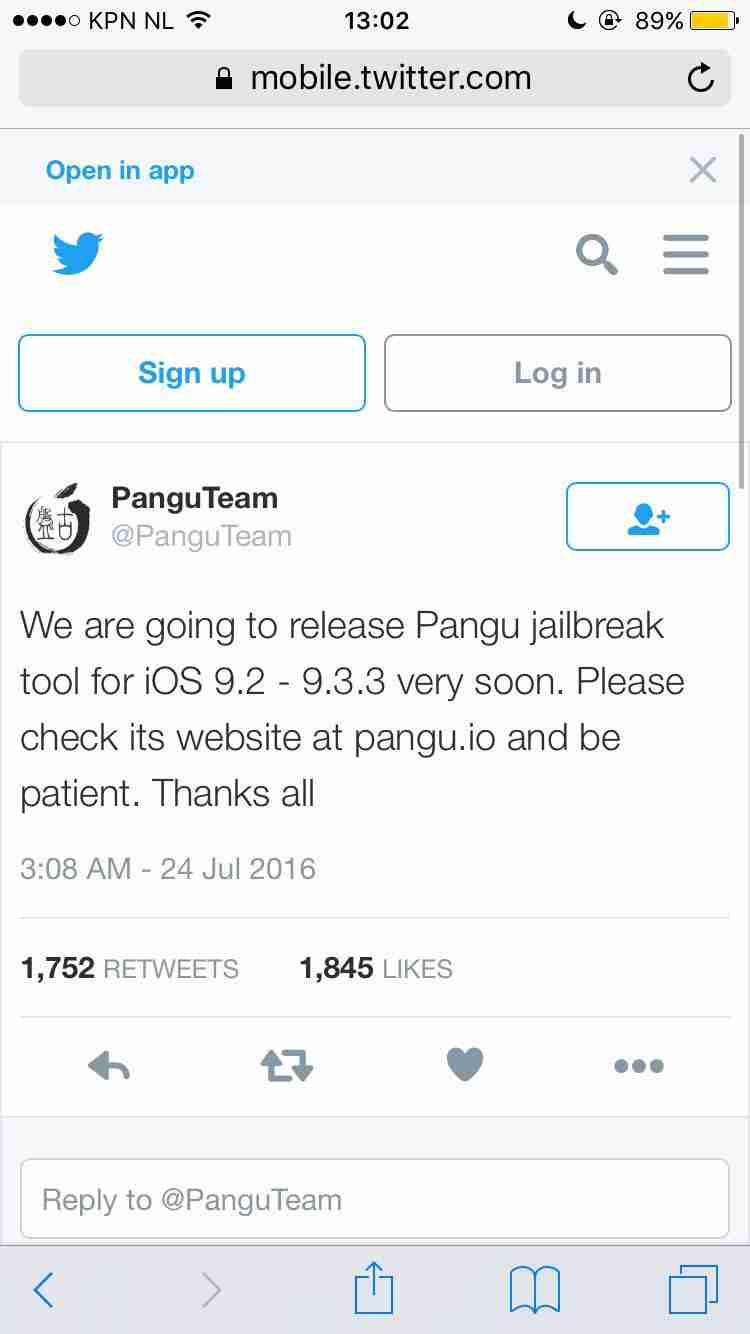 KPN NL 13:02 89%
mobile.twitter.com
Open in app
Sign up Log in
PanguTeam
@PanguTeam
We are going to release Pangu jailbreak
tool for iOS 9.2 - 9.3.3 very soon. Please
check its website at pangu.io and be
patient. Thanks all
3:08 AM - 24 Jul 2016
1,752 RETWEETS 1,845 LIKES
Reply to @PanguTeam